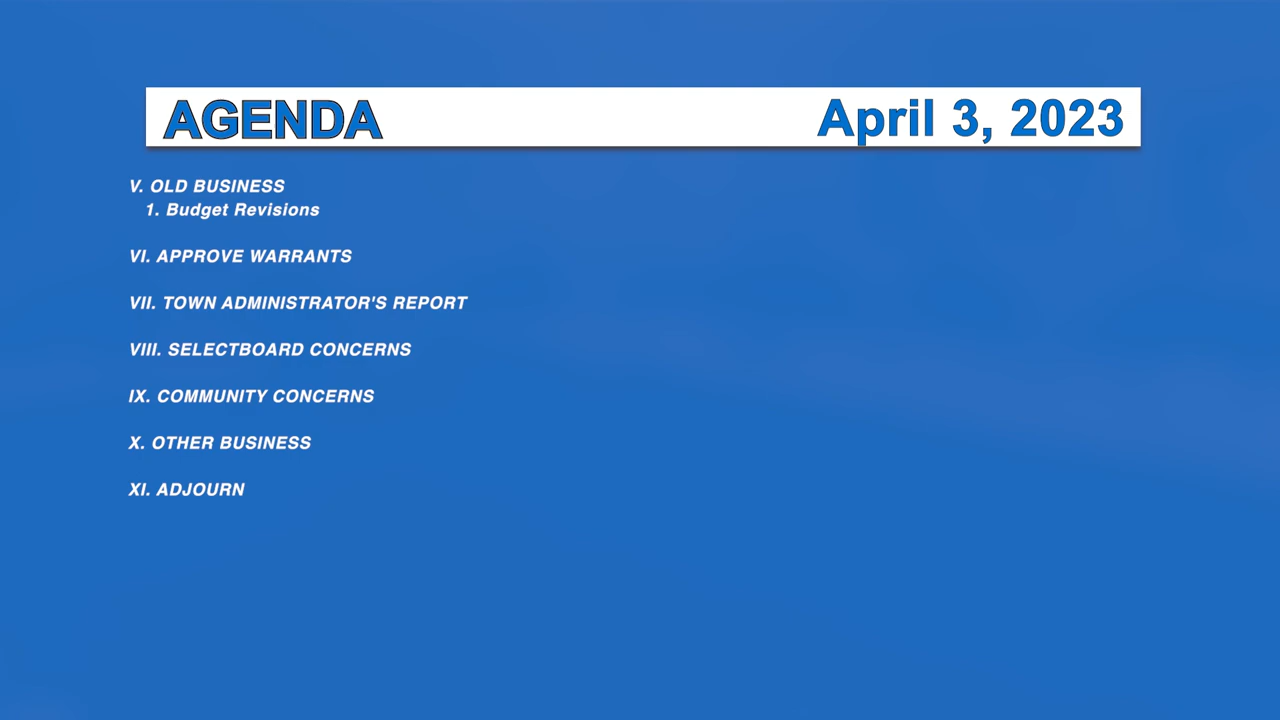 AGENDA April 3, 2023
V. OLD BUSINESS
1. Budget Revisions
VI. APPROVE WARRANTS
VII. TOWN ADMINISTRATOR'S REPORT
VIII. SELECTBOARD CONCERNS
IX. COMMUNITY CONCERNS
X. OTHER BUSINESS
XI. ADJOURN